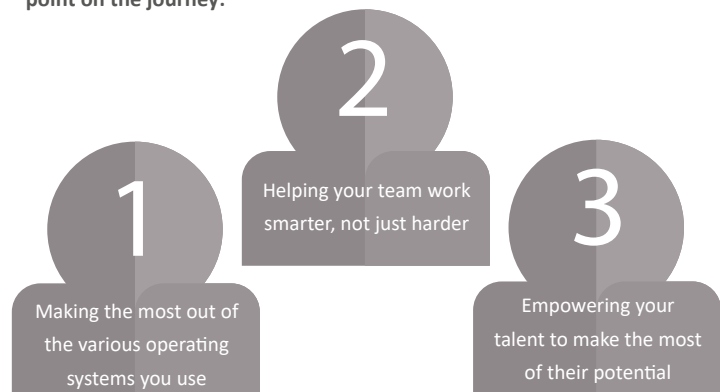 point on the journey:
1
Making the most out of
the various operating
systems you use
2
Helping your team work
smarter, not just harder
3
Empowering your
talent to make the most
of their potential